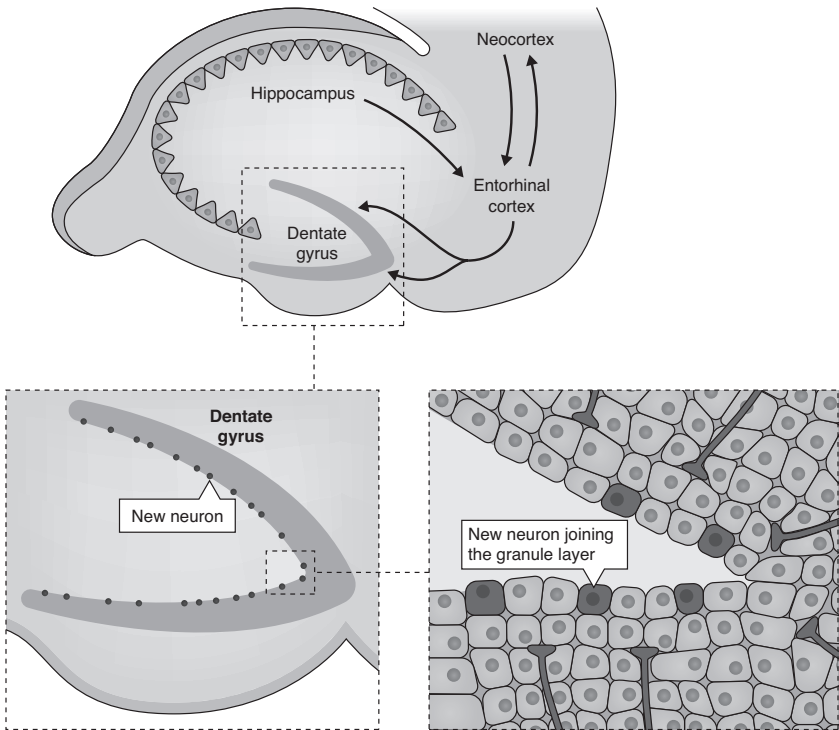 Neocortex
Hippocampus
Entorhinal
cortex
Dentate
gyrus
Dentate
gyrus
New neuron
New neuron joining
the granule layer